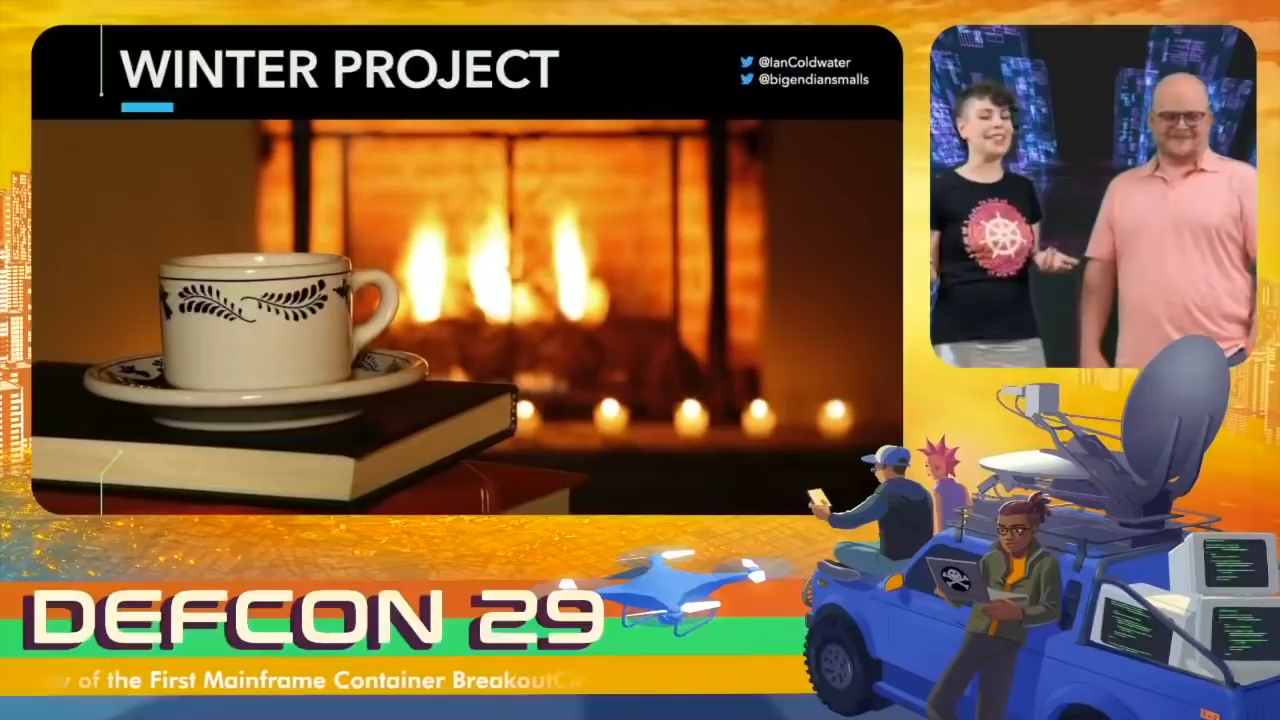 WINTER PROJECT
@IanColdwater
@bigendiansmalls
DEFCON 29
of the First Mainframe Container Breakout